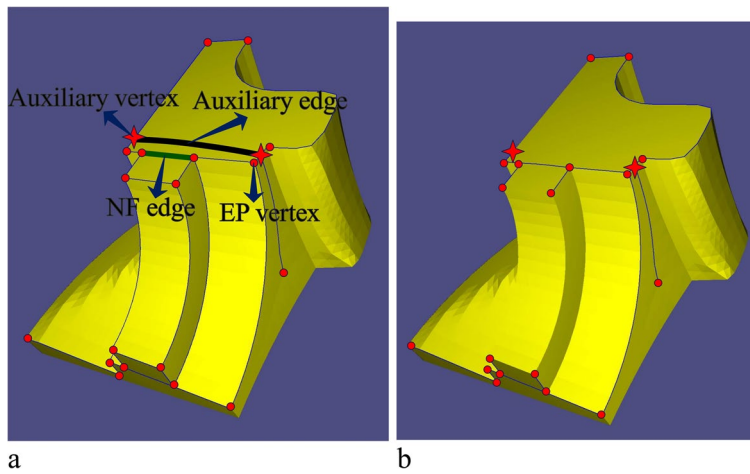 Auxiliary vertex
Auxiliary edge
NF edge
EP vertex
a
b